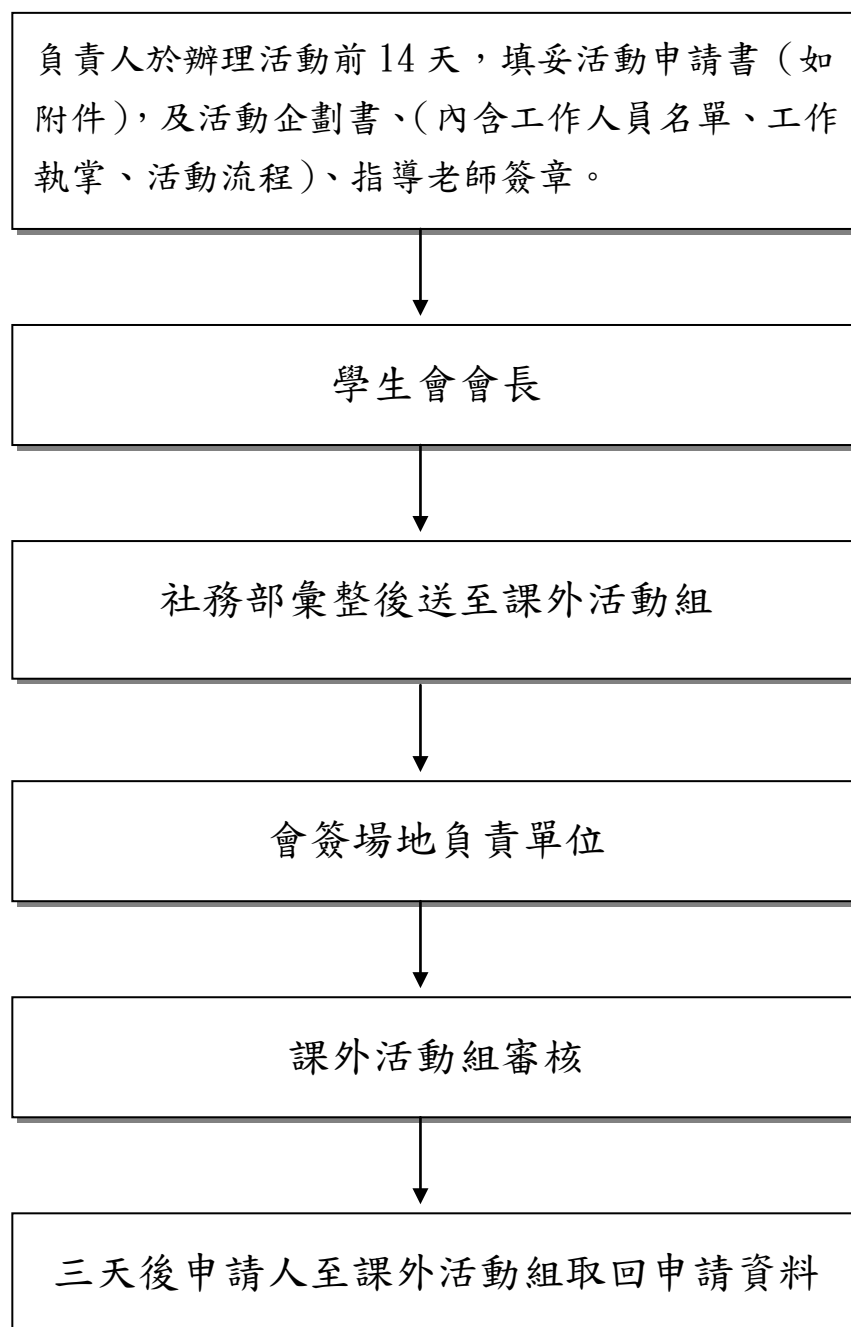 負責人於辦理活動前 14 天，填妥活動申請書（如
附件），及活動企劃書、（內含工作人員名單、工作
執掌、活動流程）、指導老師簽章。
學生會會長
社務部彙整後送至課外活動組
會簽場地負責單位
課外活動組審核
三天後申請人至課外活動組取回申請資料